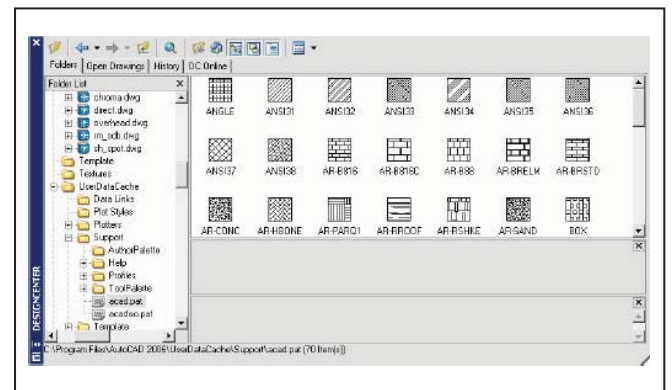 Folders
Open Drawings
History
DC Online
Folder List
chroma.dwg
direct.dwg
overhead.dwg
rm_sdb.dwg
sh_spot.dwg
Template
Textures
UserDataCache
Data Links
Plot Styles
Plotters
Support
AuthorPalette
Help
Profiles
ToolPalette
acad.pat
acadiso.pat
Template
ANGLE ANSI31 ANSI32 ANSI33 ANSI34 ANSI35 ANSI36
ANSI37 ANSI38 AR-B816 AR-B816C AR-B88 AR-BRELM AR-BRSTD
AR-CONC AR-HBONE AR-PARQ1 AR-RROOF AR-RSHKE AR-SAND BOX
DESIGNCENTER
C:\Program Files\AutoCAD 2006\UserDataCache\Support\acad.pat (70 Item(s))